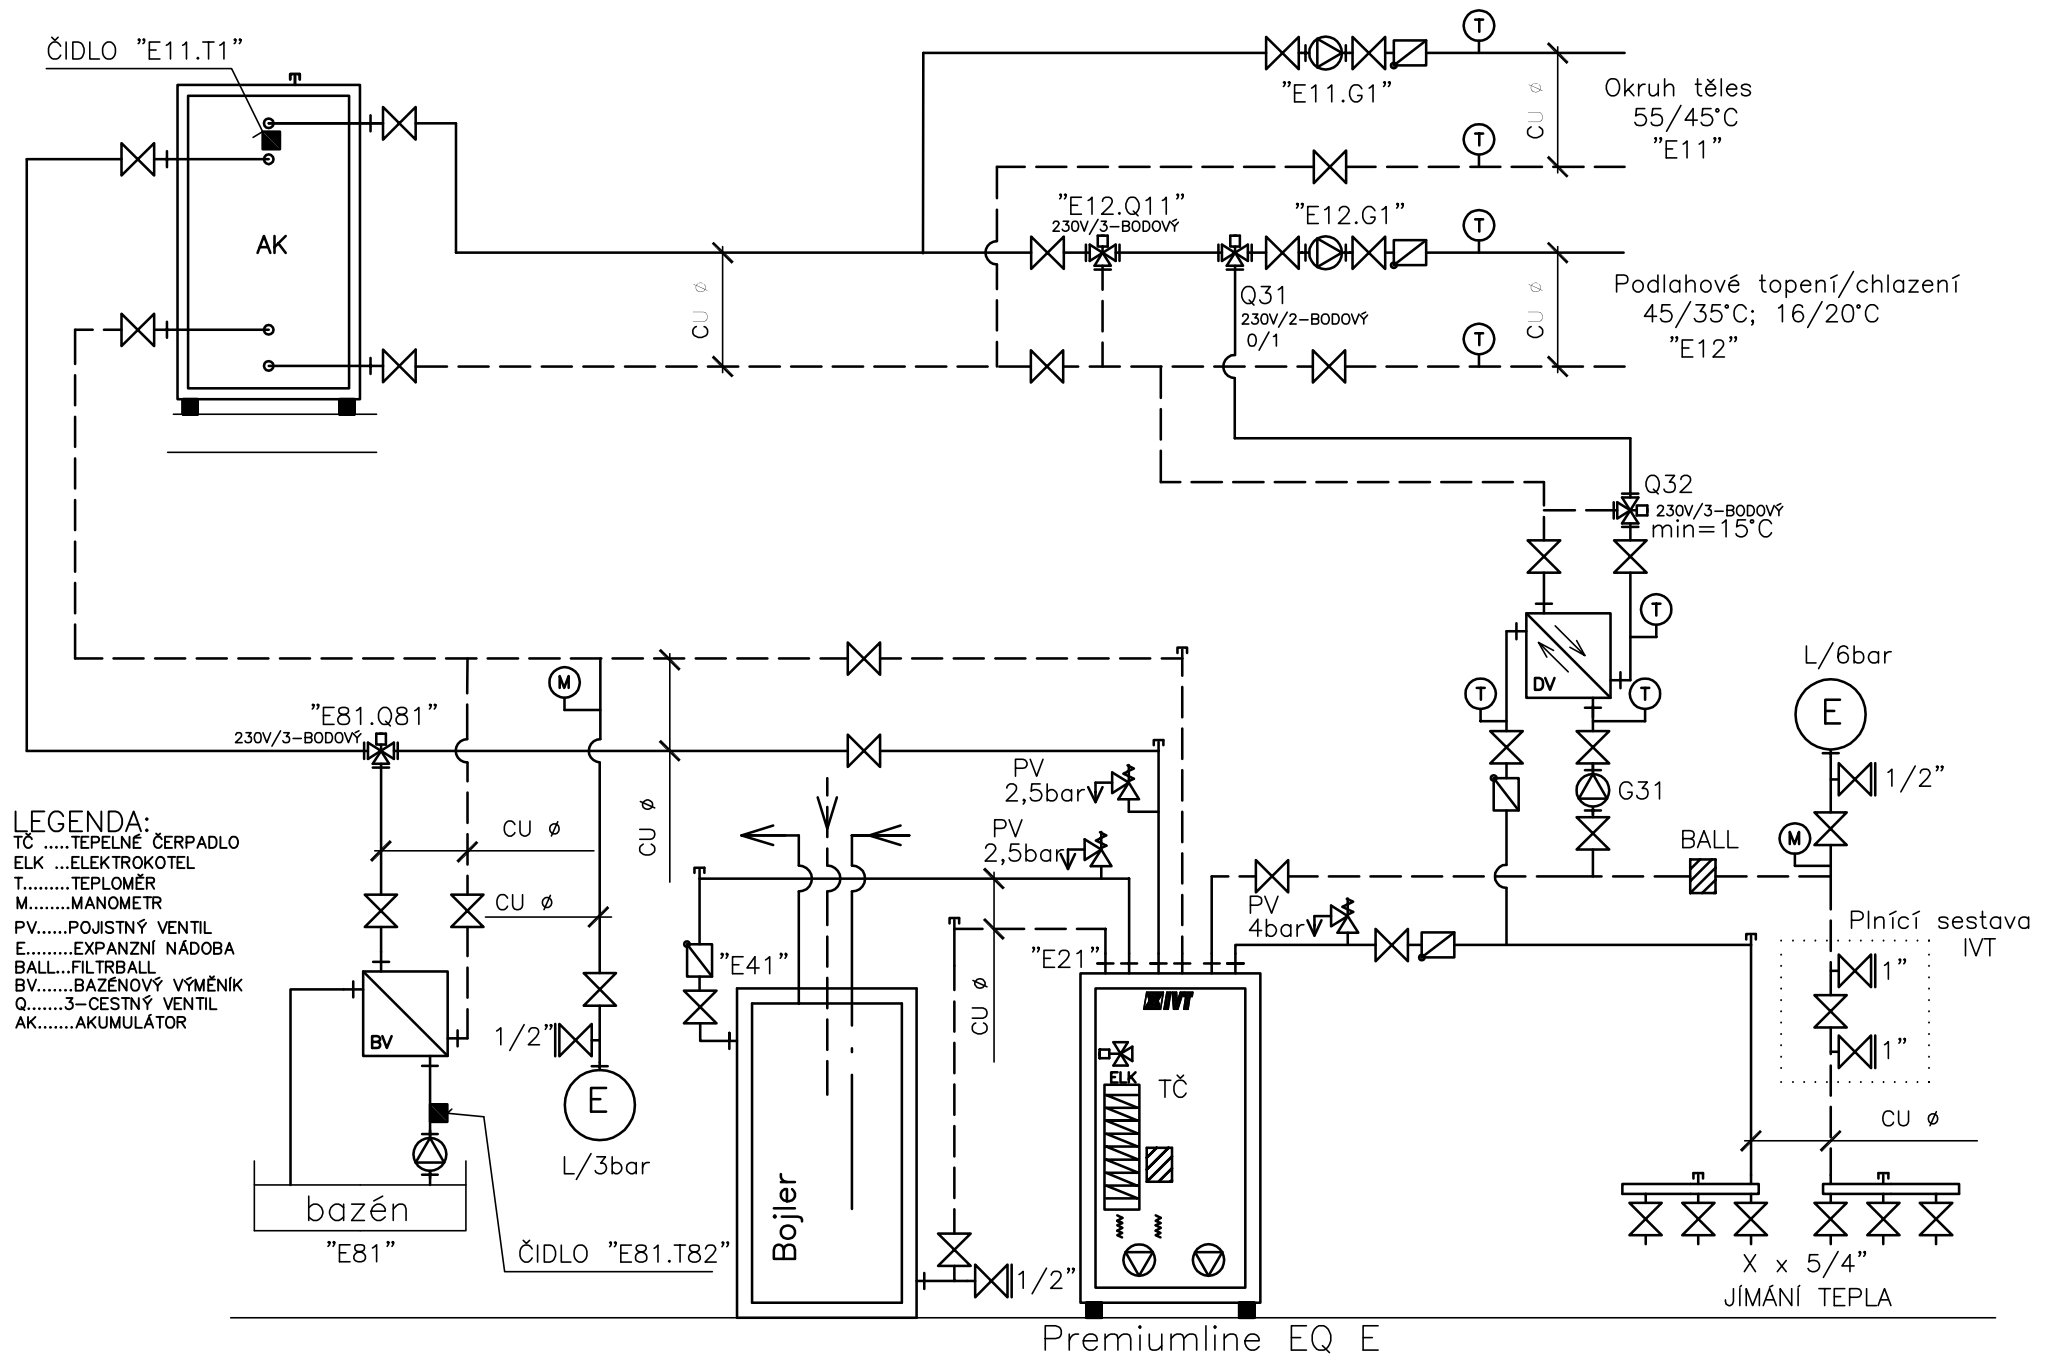 ČIDLO "E11.T1"
AK
"E11.G1"
T
CU ø
Okruh těles
55/45°C
"E11"
T
"E12.Q11"
230V/3-BODOVÝ
"E12.G1"
T
CU ø
Q31
230V/2-BODOVÝ
0/1
CU ø
Podlahové topení/chlazení
45/35°C; 16/20°C
"E12"
T
Q32
230V/3-BODOVÝ
min=15°C
T
DV
T
T
L/6bar
E
1/2"
M
G31
BALL
M
"E81.Q81"
230V/3-BODOVÝ
CU ø
CU ø
CU ø
PV
2,5bar
PV
2,5bar
LEGENDA:
TČ .....TEPELNÉ ČERPADLO
ELK ...ELEKTROKOTEL
T.........TEPLOMĚR
M........MANOMETR
PV......POJISTNÝ VENTIL
E.........EXPANZNÍ NÁDOBA
BALL...FILTRBALL
BV.......BAZÉNOVÝ VÝMĚNÍK
Q.......3-CESTNÝ VENTIL
AK.......AKUMULÁTOR
PV
4bar
Plnící sestava
IVT
1"
1"
"E41"
"E21"
CU ø
IVT
ELK
TČ
BV
1/2"
E
L/3bar
bazén
"E81"
ČIDLO "E81.T82"
Bojler
1/2"
CU ø
X x 5/4"
JÍMÁNÍ TEPLA
Premiumline EQ E